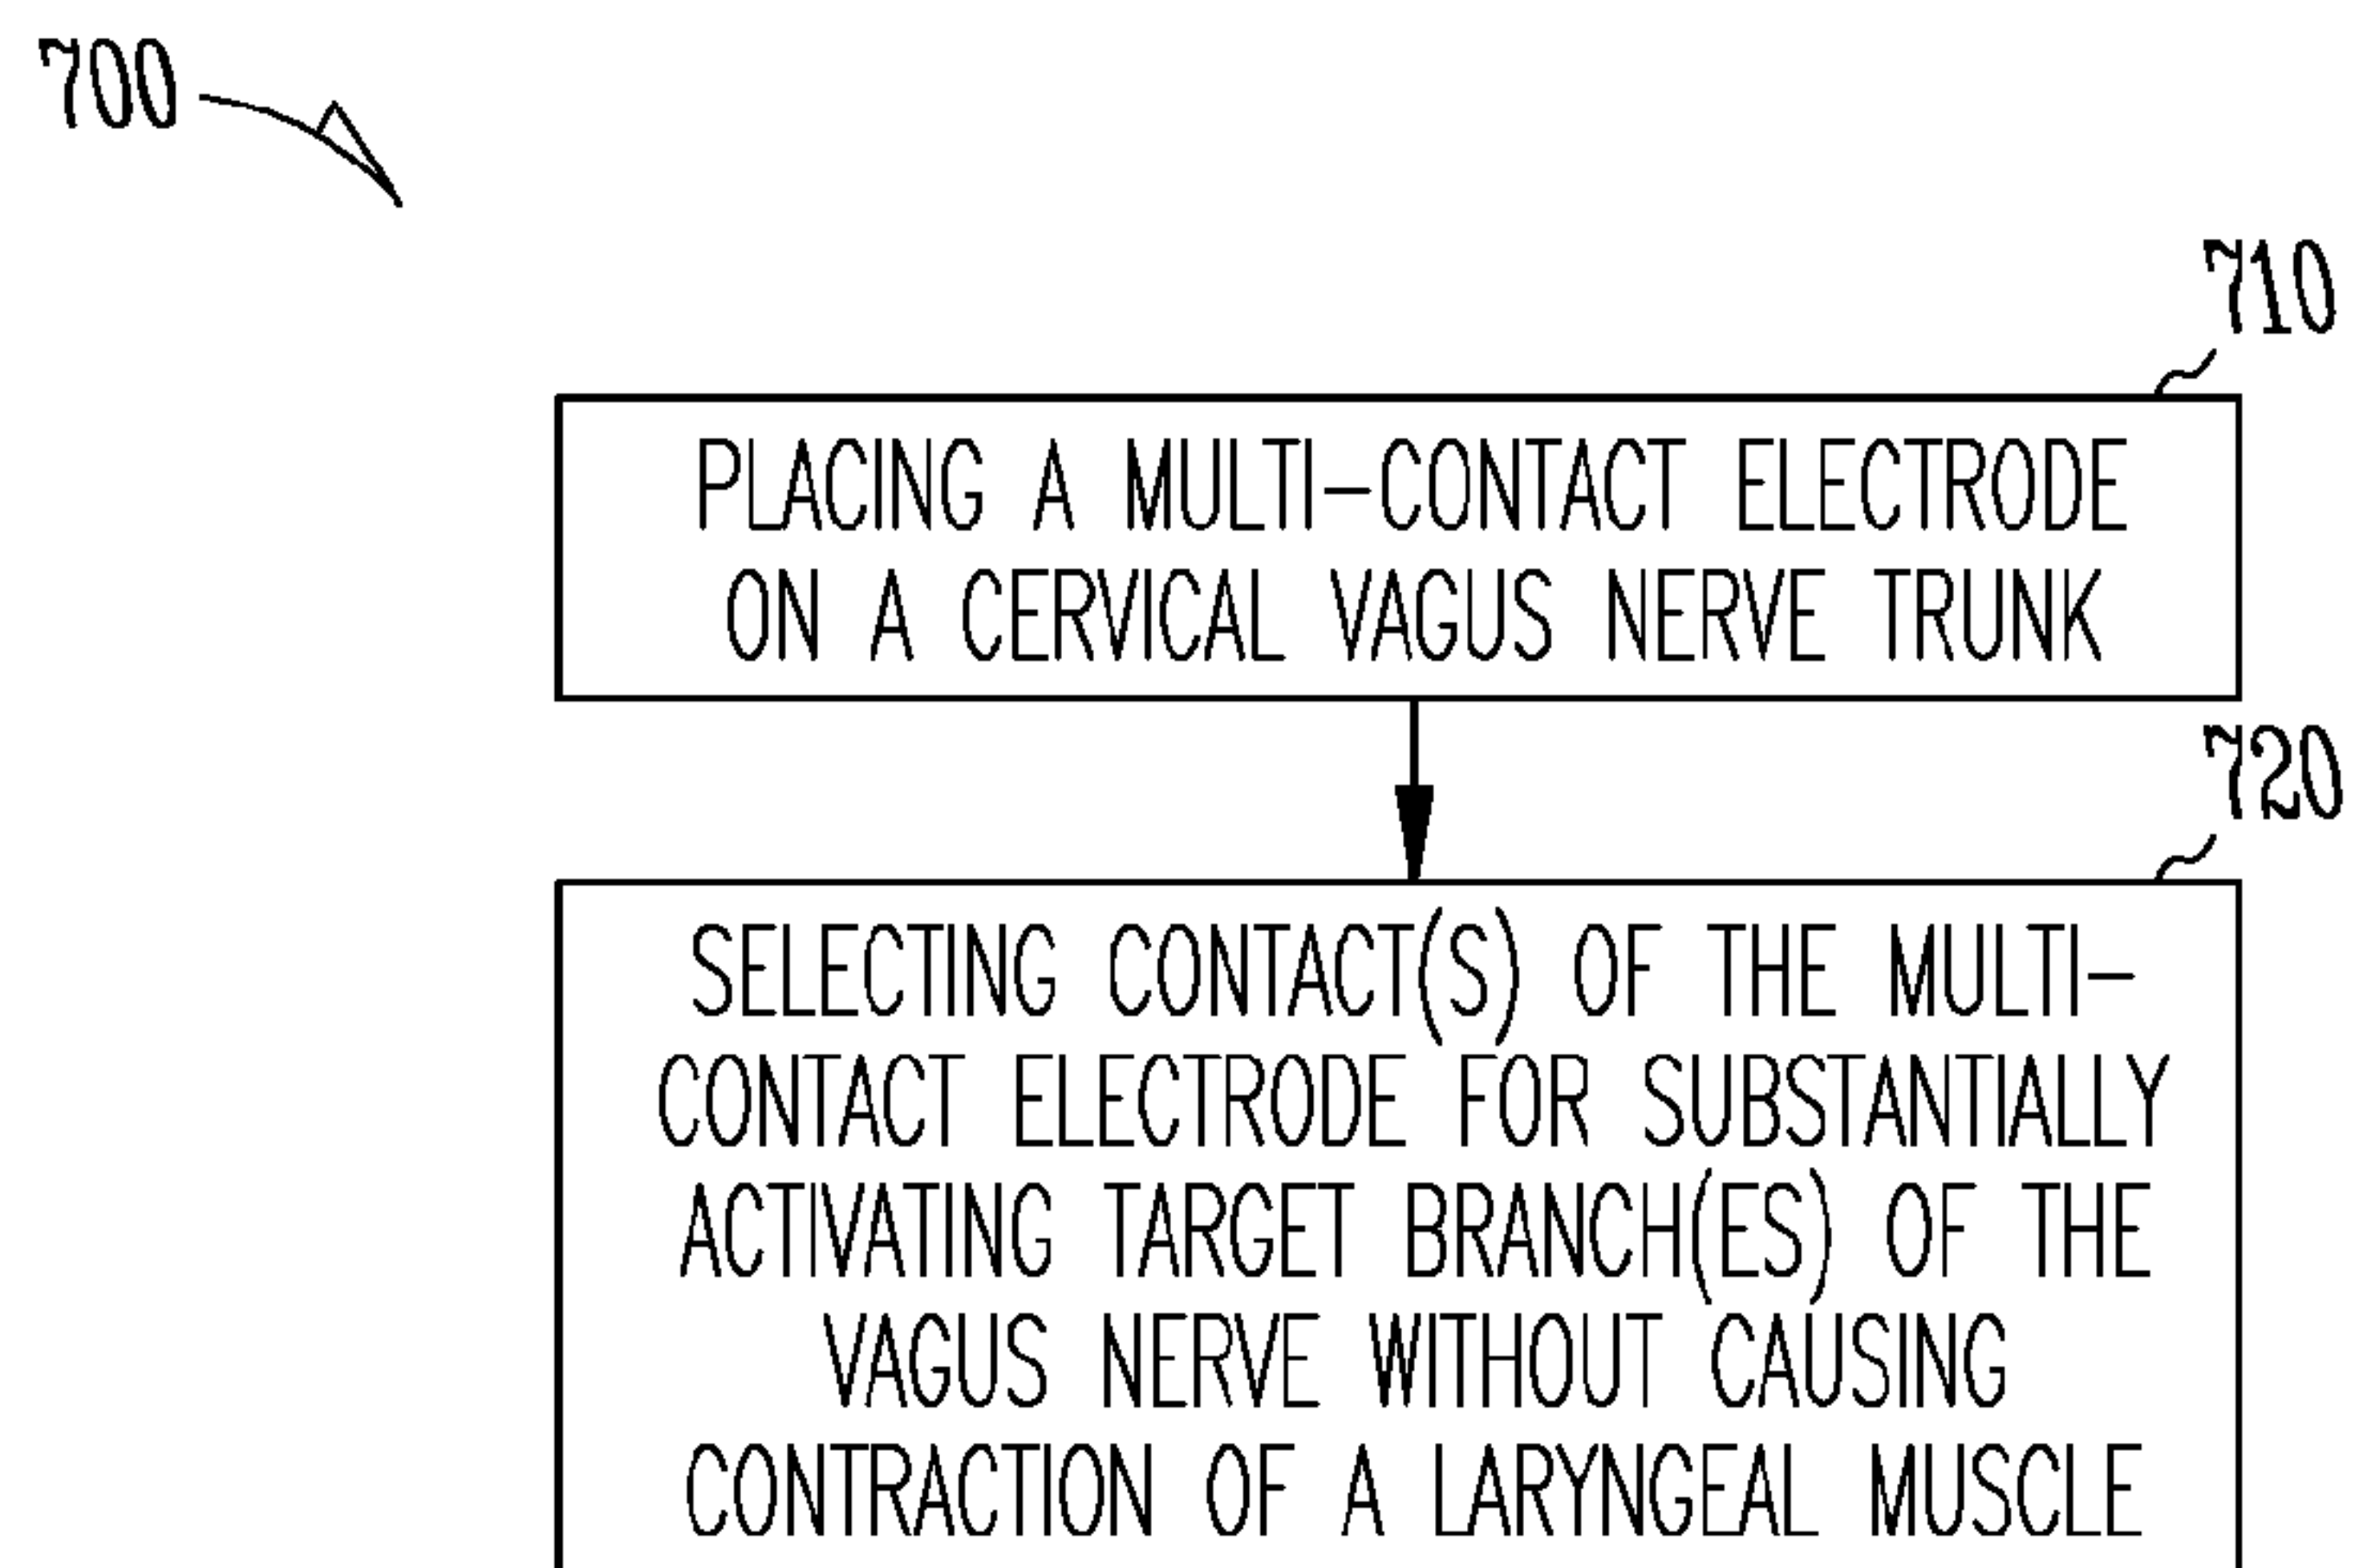 700
710
PLACING A MULTI-CONTACT ELECTRODE
ON A CERVICAL VAGUS NERVE TRUNK
720
SELECTING CONTACT(S) OF THE MULTI-
CONTACT ELECTRODE FOR SUBSTANTIALLY
ACTIVATING TARGET BRANCH(ES) OF THE
VAGUS NERVE WITHOUT CAUSING
CONTRACTION OF A LARYNGEAL MUSCLE